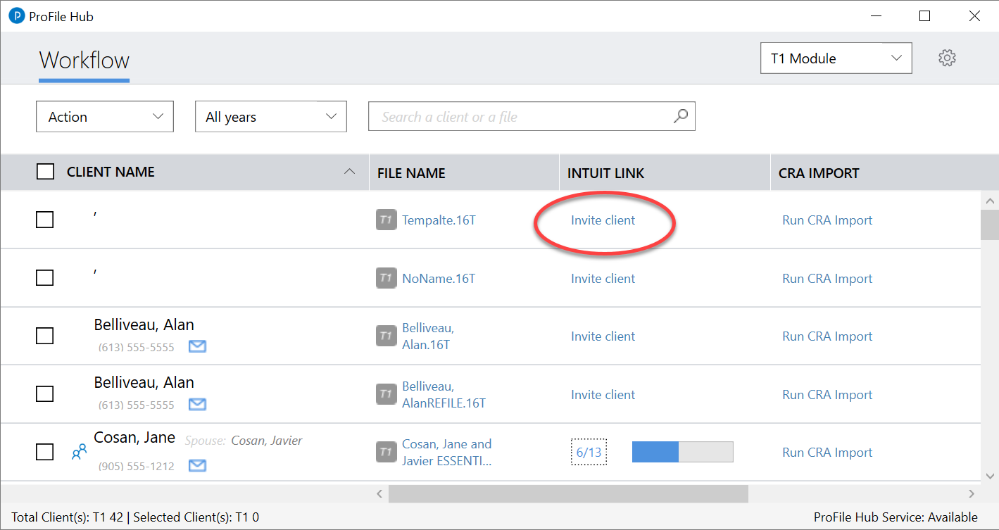 P ProFile Hub
Workflow
T1 Module
Action
All years
Search a client or a file
CLIENT NAME
FILE NAME
INTUIT LINK
CRA IMPORT
,
T1 Tempalte.16T
Invite client
Run CRA Import
,
T1 NoName.16T
Invite client
Run CRA Import
Belliveau, Alan
(613) 555-5555
T1 Belliveau,
Alan.16T
Invite client
Run CRA Import
Belliveau, Alan
(613) 555-5555
T1 Belliveau,
AlanREFILE.16T
Invite client
Run CRA Import
Cosan, Jane Spouse: Cosan, Javier
(905) 555-1212
T1 Cosan, Jane and
Javier ESSENTI...
6/13
Run CRA Import
Total Client(s): T1 42 | Selected Client(s): T1 0
ProFile Hub Service: Available